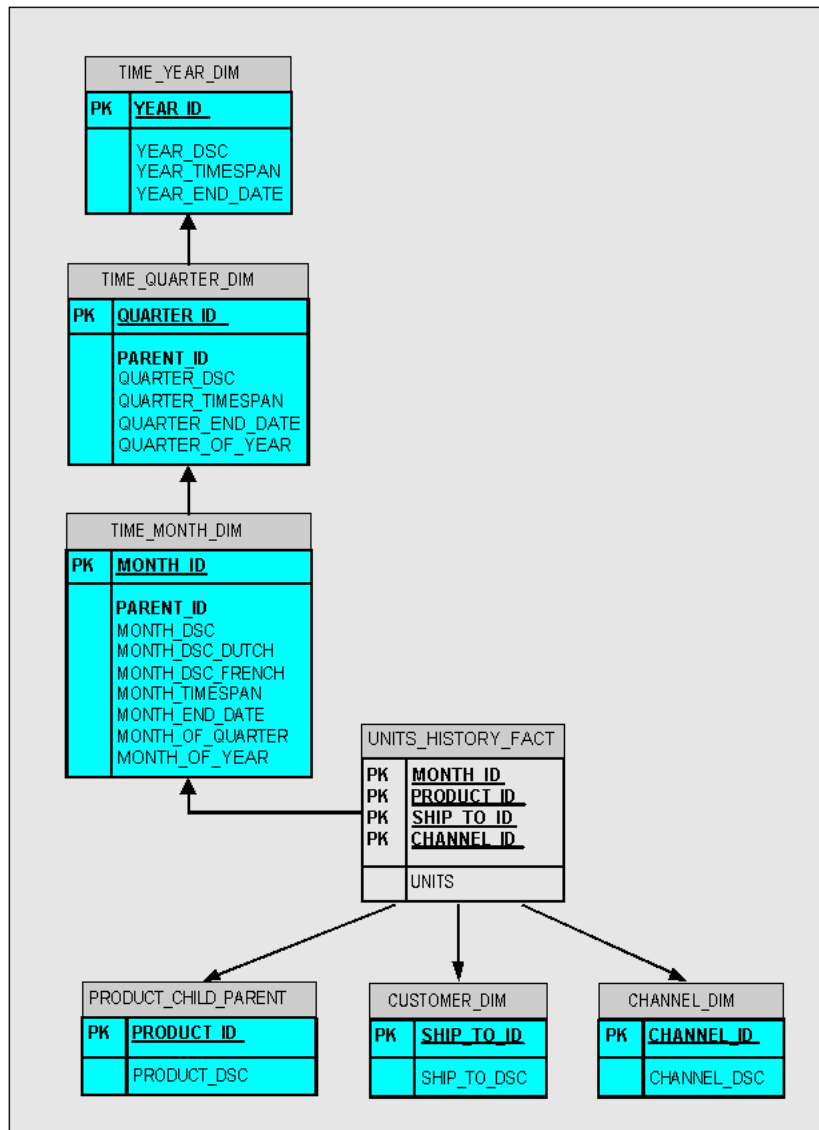 TIME_YEAR_DIM
PK YEAR_ID
YEAR_DSC
YEAR_TIMESPAN
YEAR_END_DATE
TIME_QUARTER_DIM
PK QUARTER_ID
PARENT_ID
QUARTER_DSC
QUARTER_TIMESPAN
QUARTER_END_DATE
QUARTER_OF_YEAR
TIME_MONTH_DIM
PK MONTH_ID
PARENT_ID
MONTH_DSC
MONTH_DSC_DUTCH
MONTH_DSC_FRENCH
MONTH_TIMESPAN
MONTH_END_DATE
MONTH_OF_QUARTER
MONTH_OF_YEAR
UNITS_HISTORY_FACT
PK MONTH_ID
PK PRODUCT_ID
PK SHIP_TO_ID
PK CHANNEL_ID
UNITS
PRODUCT_CHILD_PARENT
PK PRODUCT_ID
PRODUCT_DSC
CUSTOMER_DIM
PK SHIP_TO_ID
SHIP_TO_DSC
CHANNEL_DIM
PK CHANNEL_ID
CHANNEL_DSC